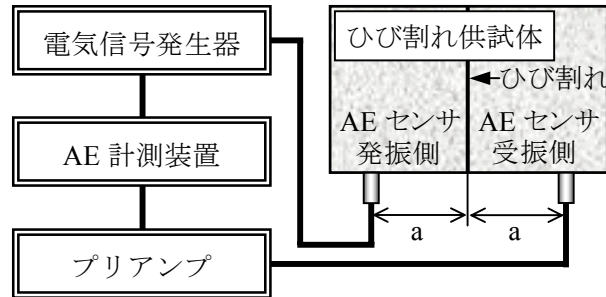 電気信号発生器
AE 計測装置
プリアンプ
ひび割れ供試体
ひび割れ
AE センサ
発振側
AE センサ
受振側
a
a